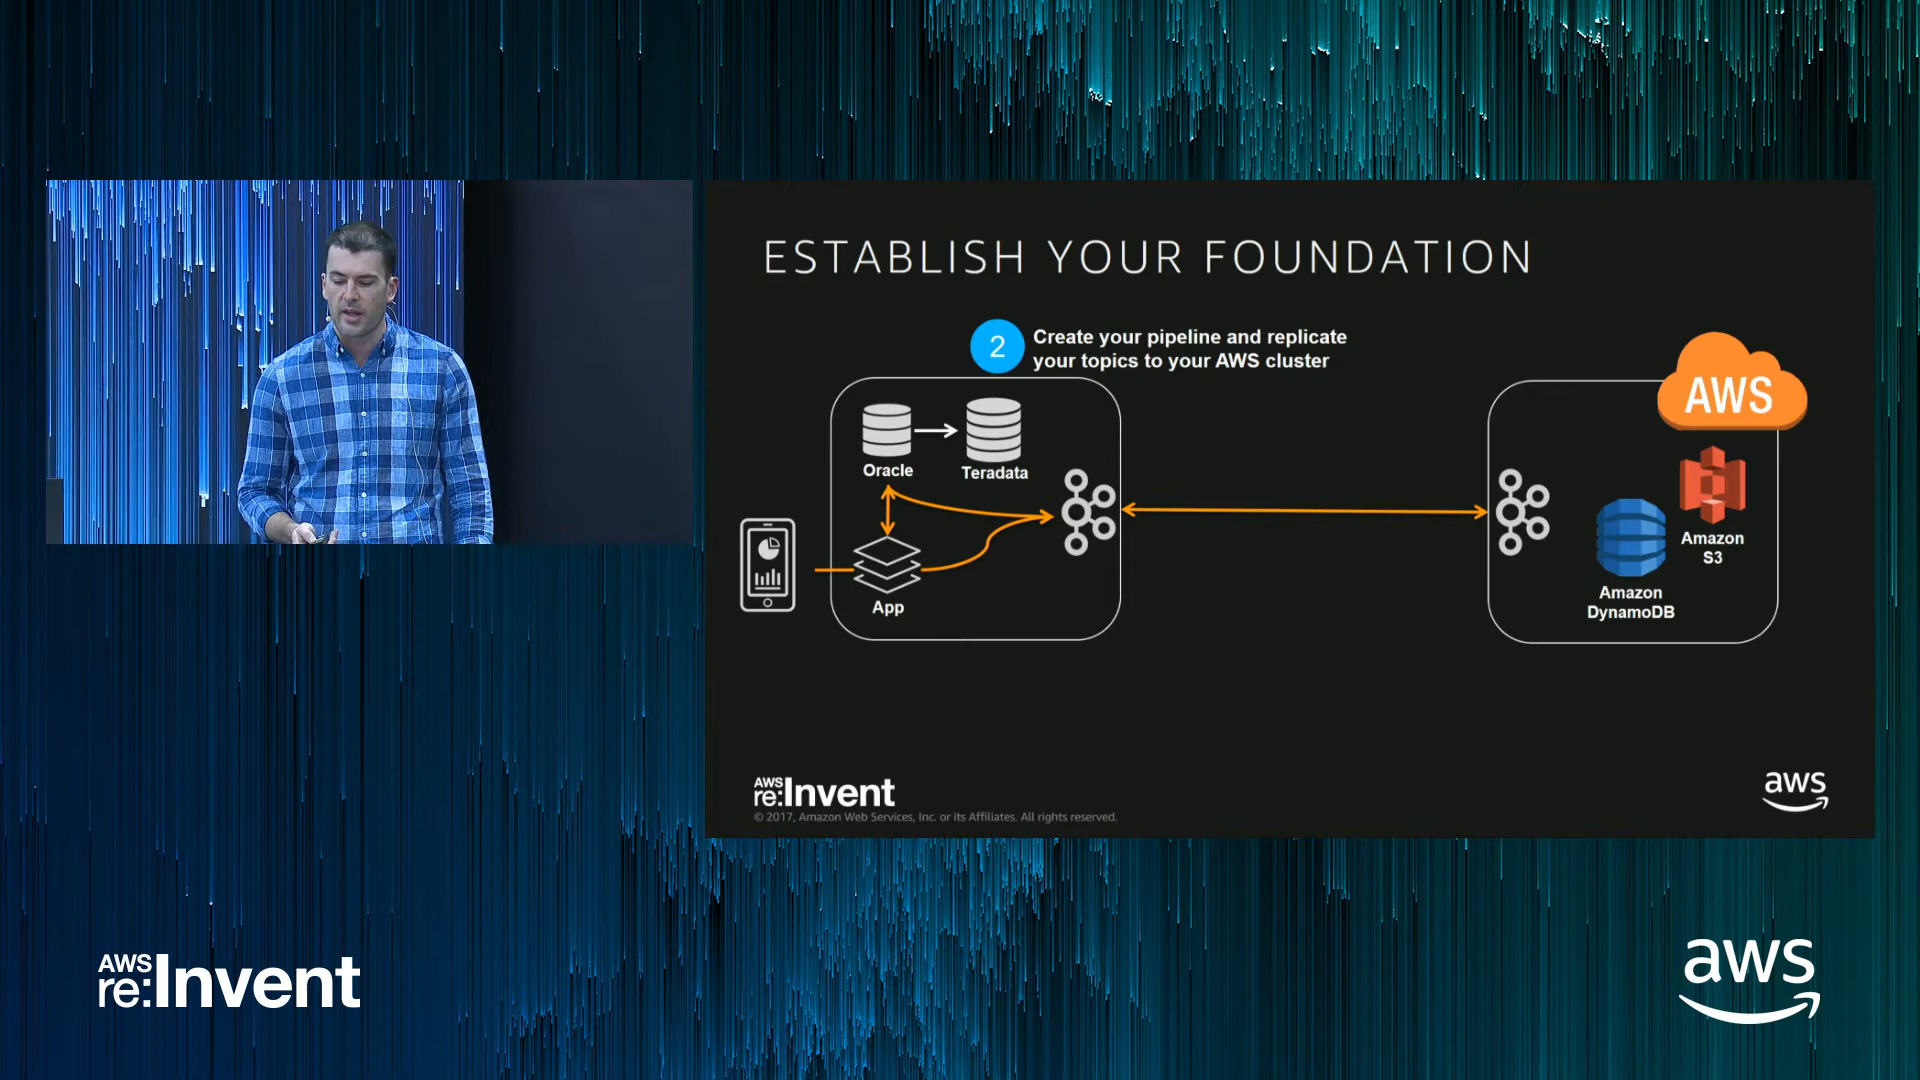 ESTABLISH YOUR FOUNDATION
2
Create your pipeline and replicate
your topics to your AWS cluster
AWS
Oracle
Teradata
App
Amazon
S3
Amazon
DynamoDB
AWS
re:Invent
© 2017, Amazon Web Services, Inc. or its Affiliates. All rights reserved.
aws
AWS
re:Invent
aws